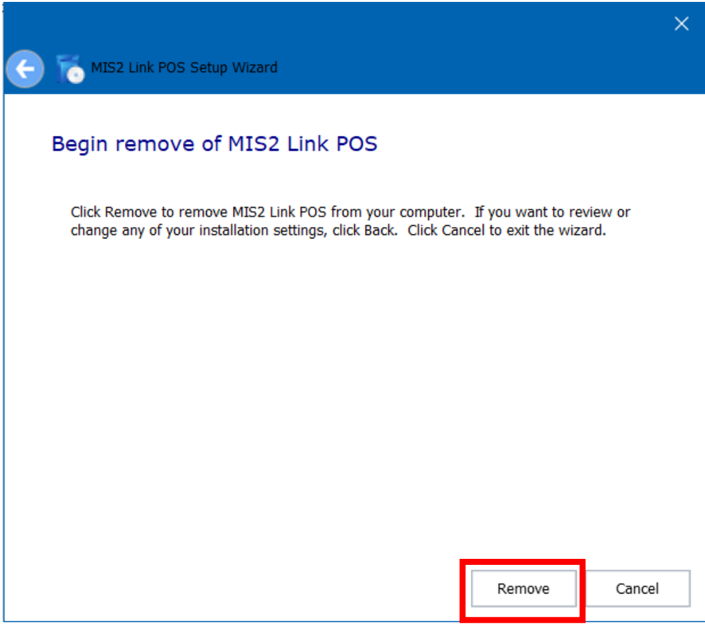 MIS2 Link POS Setup Wizard
Begin remove of MIS2 Link POS
Click Remove to remove MIS2 Link POS from your computer.  If you want to review or
change any of your installation settings, click Back.  Click Cancel to exit the wizard.
Remove
Cancel